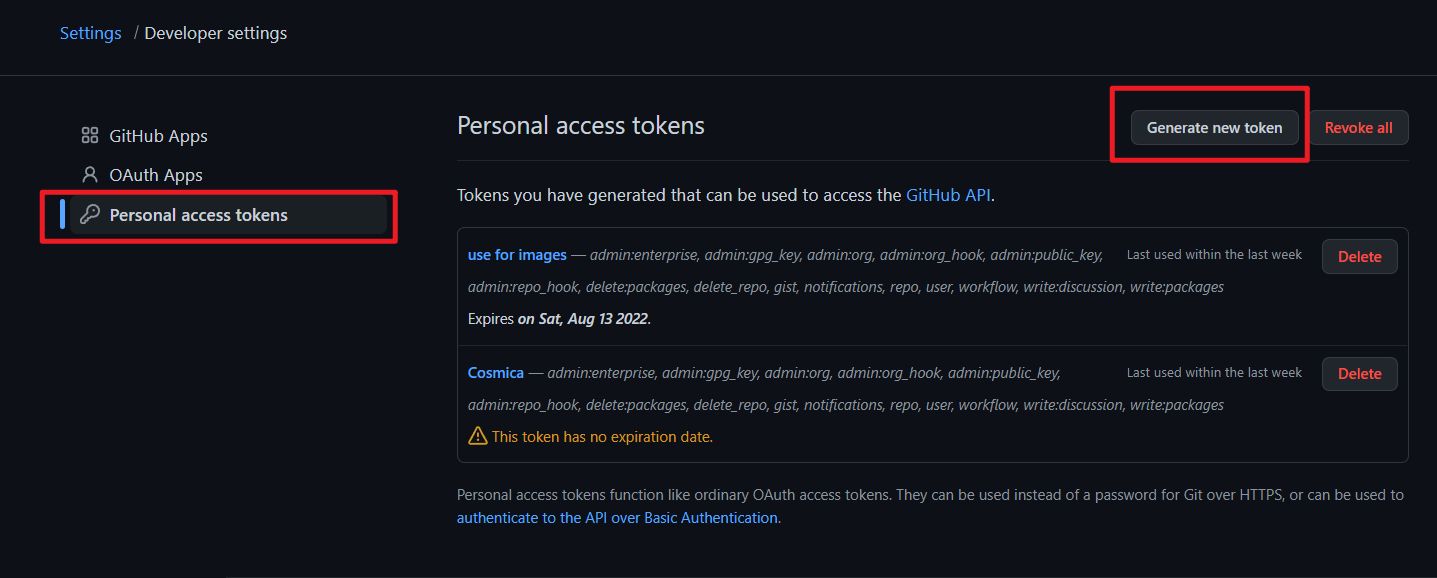 Settings / Developer settings
GitHub Apps
OAuth Apps
Personal access tokens
Personal access tokens
Generate new token
Revoke all
Tokens you have generated that can be used to access the GitHub API.
use for images — admin:enterprise, admin:gpg_key, admin:org, admin:org_hook, admin:public_key,
Last used within the last week
Delete
admin:repo_hook, delete:packages, delete_repo, gist, notifications, repo, user, workflow, write:discussion, write:packages
Expires on Sat, Aug 13 2022.
Cosmica — admin:enterprise, admin:gpg_key, admin:org, admin:org_hook, admin:public_key,
Last used within the last week
Delete
admin:repo_hook, delete:packages, delete_repo, gist, notifications, repo, user, workflow, write:discussion, write:packages
This token has no expiration date.
Personal access tokens function like ordinary OAuth access tokens. They can be used instead of a password for Git over HTTPS, or can be used to
authenticate to the API over Basic Authentication.